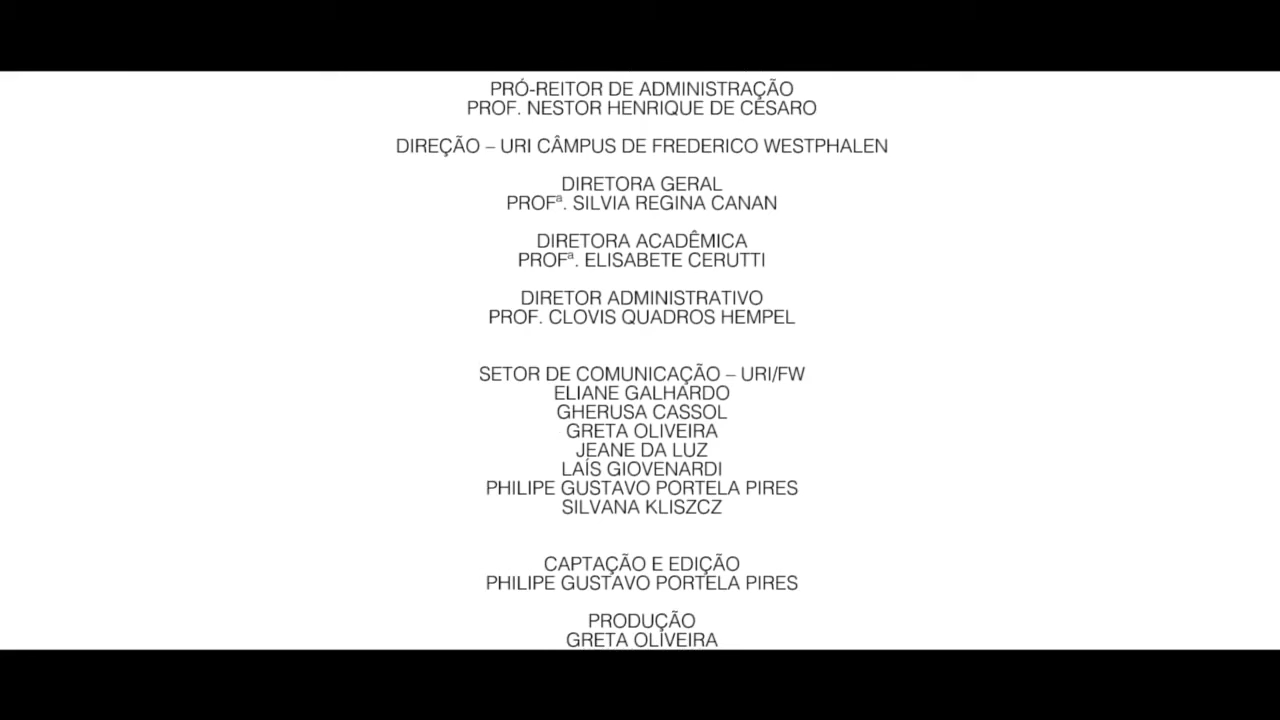 PRÓ-REITOR DE ADMINISTRAÇÃO
PROF. NESTOR HENRIQUE DE CESARO
DIREÇÃO – URI CÂMPUS DE FREDERICO WESTPHALEN
DIRETORA GERAL
PROFª. SILVIA REGINA CANAN
DIRETORA ACADÊMICA
PROFª. ELISABETE CERUTTI
DIRETOR ADMINISTRATIVO
PROF. CLOVIS QUADROS HEMPEL
SETOR DE COMUNICAÇÃO – URI/FW
ELIANE GALHARDO
GHERUSA CASSOL
GRETA OLIVEIRA
JEANE DA LUZ
LAÍS GIOVENARDI
PHILIPE GUSTAVO PORTELA PIRES
SILVANA KLISZCZ
CAPTAÇÃO E EDIÇÃO
PHILIPE GUSTAVO PORTELA PIRES
PRODUÇÃO
GRETA OLIVEIRA